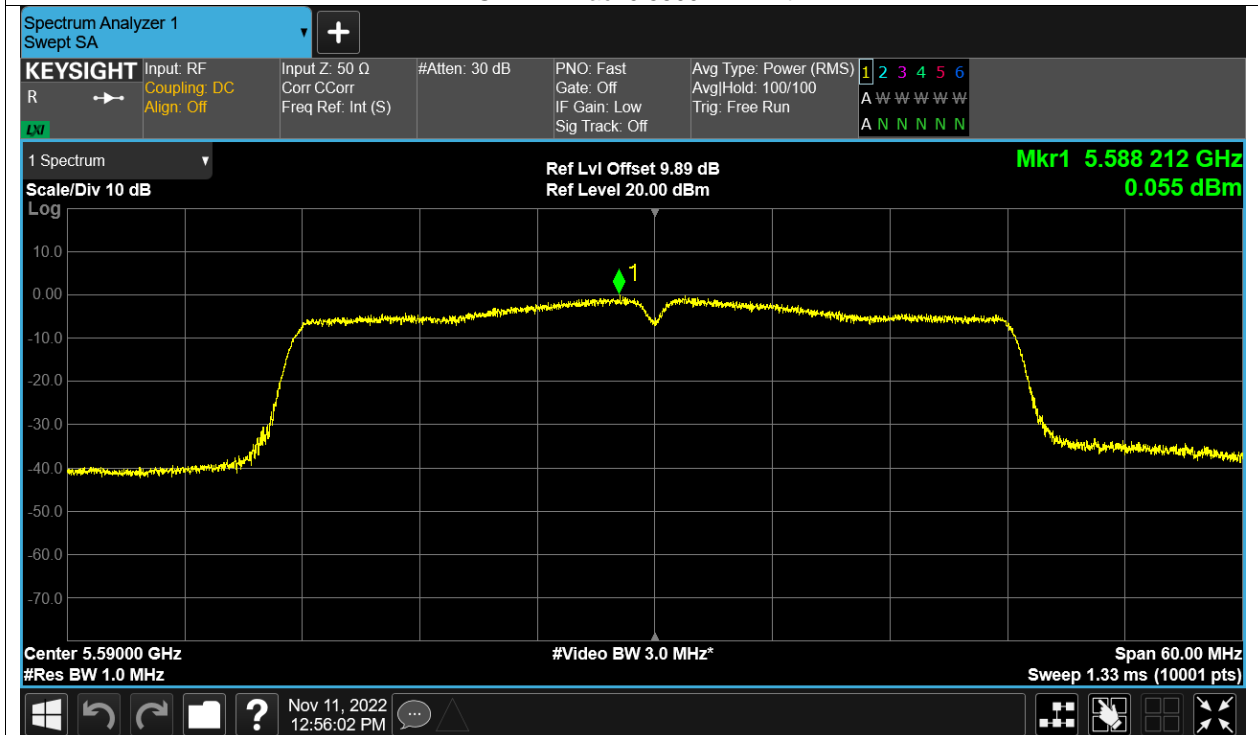 Spectrum Analyzer 1
Swept SA
+
KEYSIGHT
R
LXI
Input: RF
Coupling: DC
Align: Off
Input Z: 50 Ω
Corr CCorr
Freq Ref: Int (S)
#Atten: 30 dB
PNO: Fast
Gate: Off
IF Gain: Low
Sig Track: Off
Avg Type: Power (RMS)
Avg|Hold: 100/100
Trig: Free Run
1 2 3 4 5 6
A W W W W W
A N N N N N
1 Spectrum
Scale/Div 10 dB
Log
Ref Lvl Offset 9.89 dB
Ref Level 20.00 dBm
Mkr1 5.588 212 GHz
0.055 dBm
10.0
0.00
-10.0
-20.0
-30.0
-40.0
-50.0
-60.0
-70.0
1
Center 5.59000 GHz
#Res BW 1.0 MHz
#Video BW 3.0 MHz*
Span 60.00 MHz
Sweep 1.33 ms (10001 pts)
?
Nov 11, 2022
12:56:02 PM